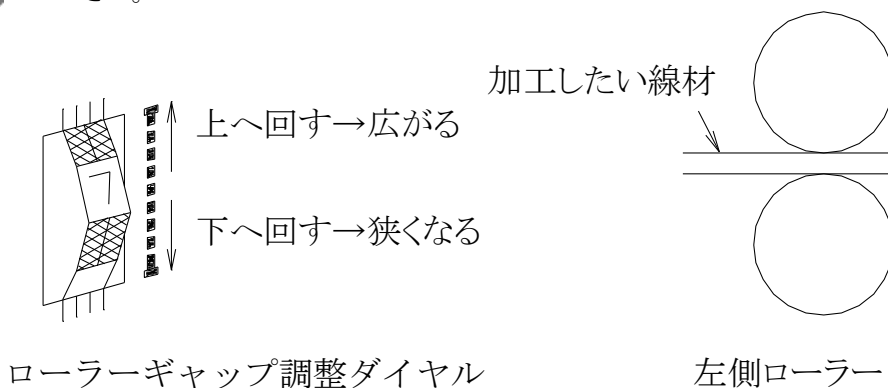 加工したい線材
上へ回す→広がる
下へ回す→狭くなる
ローラーギャップ調整ダイヤル
左側ローラー